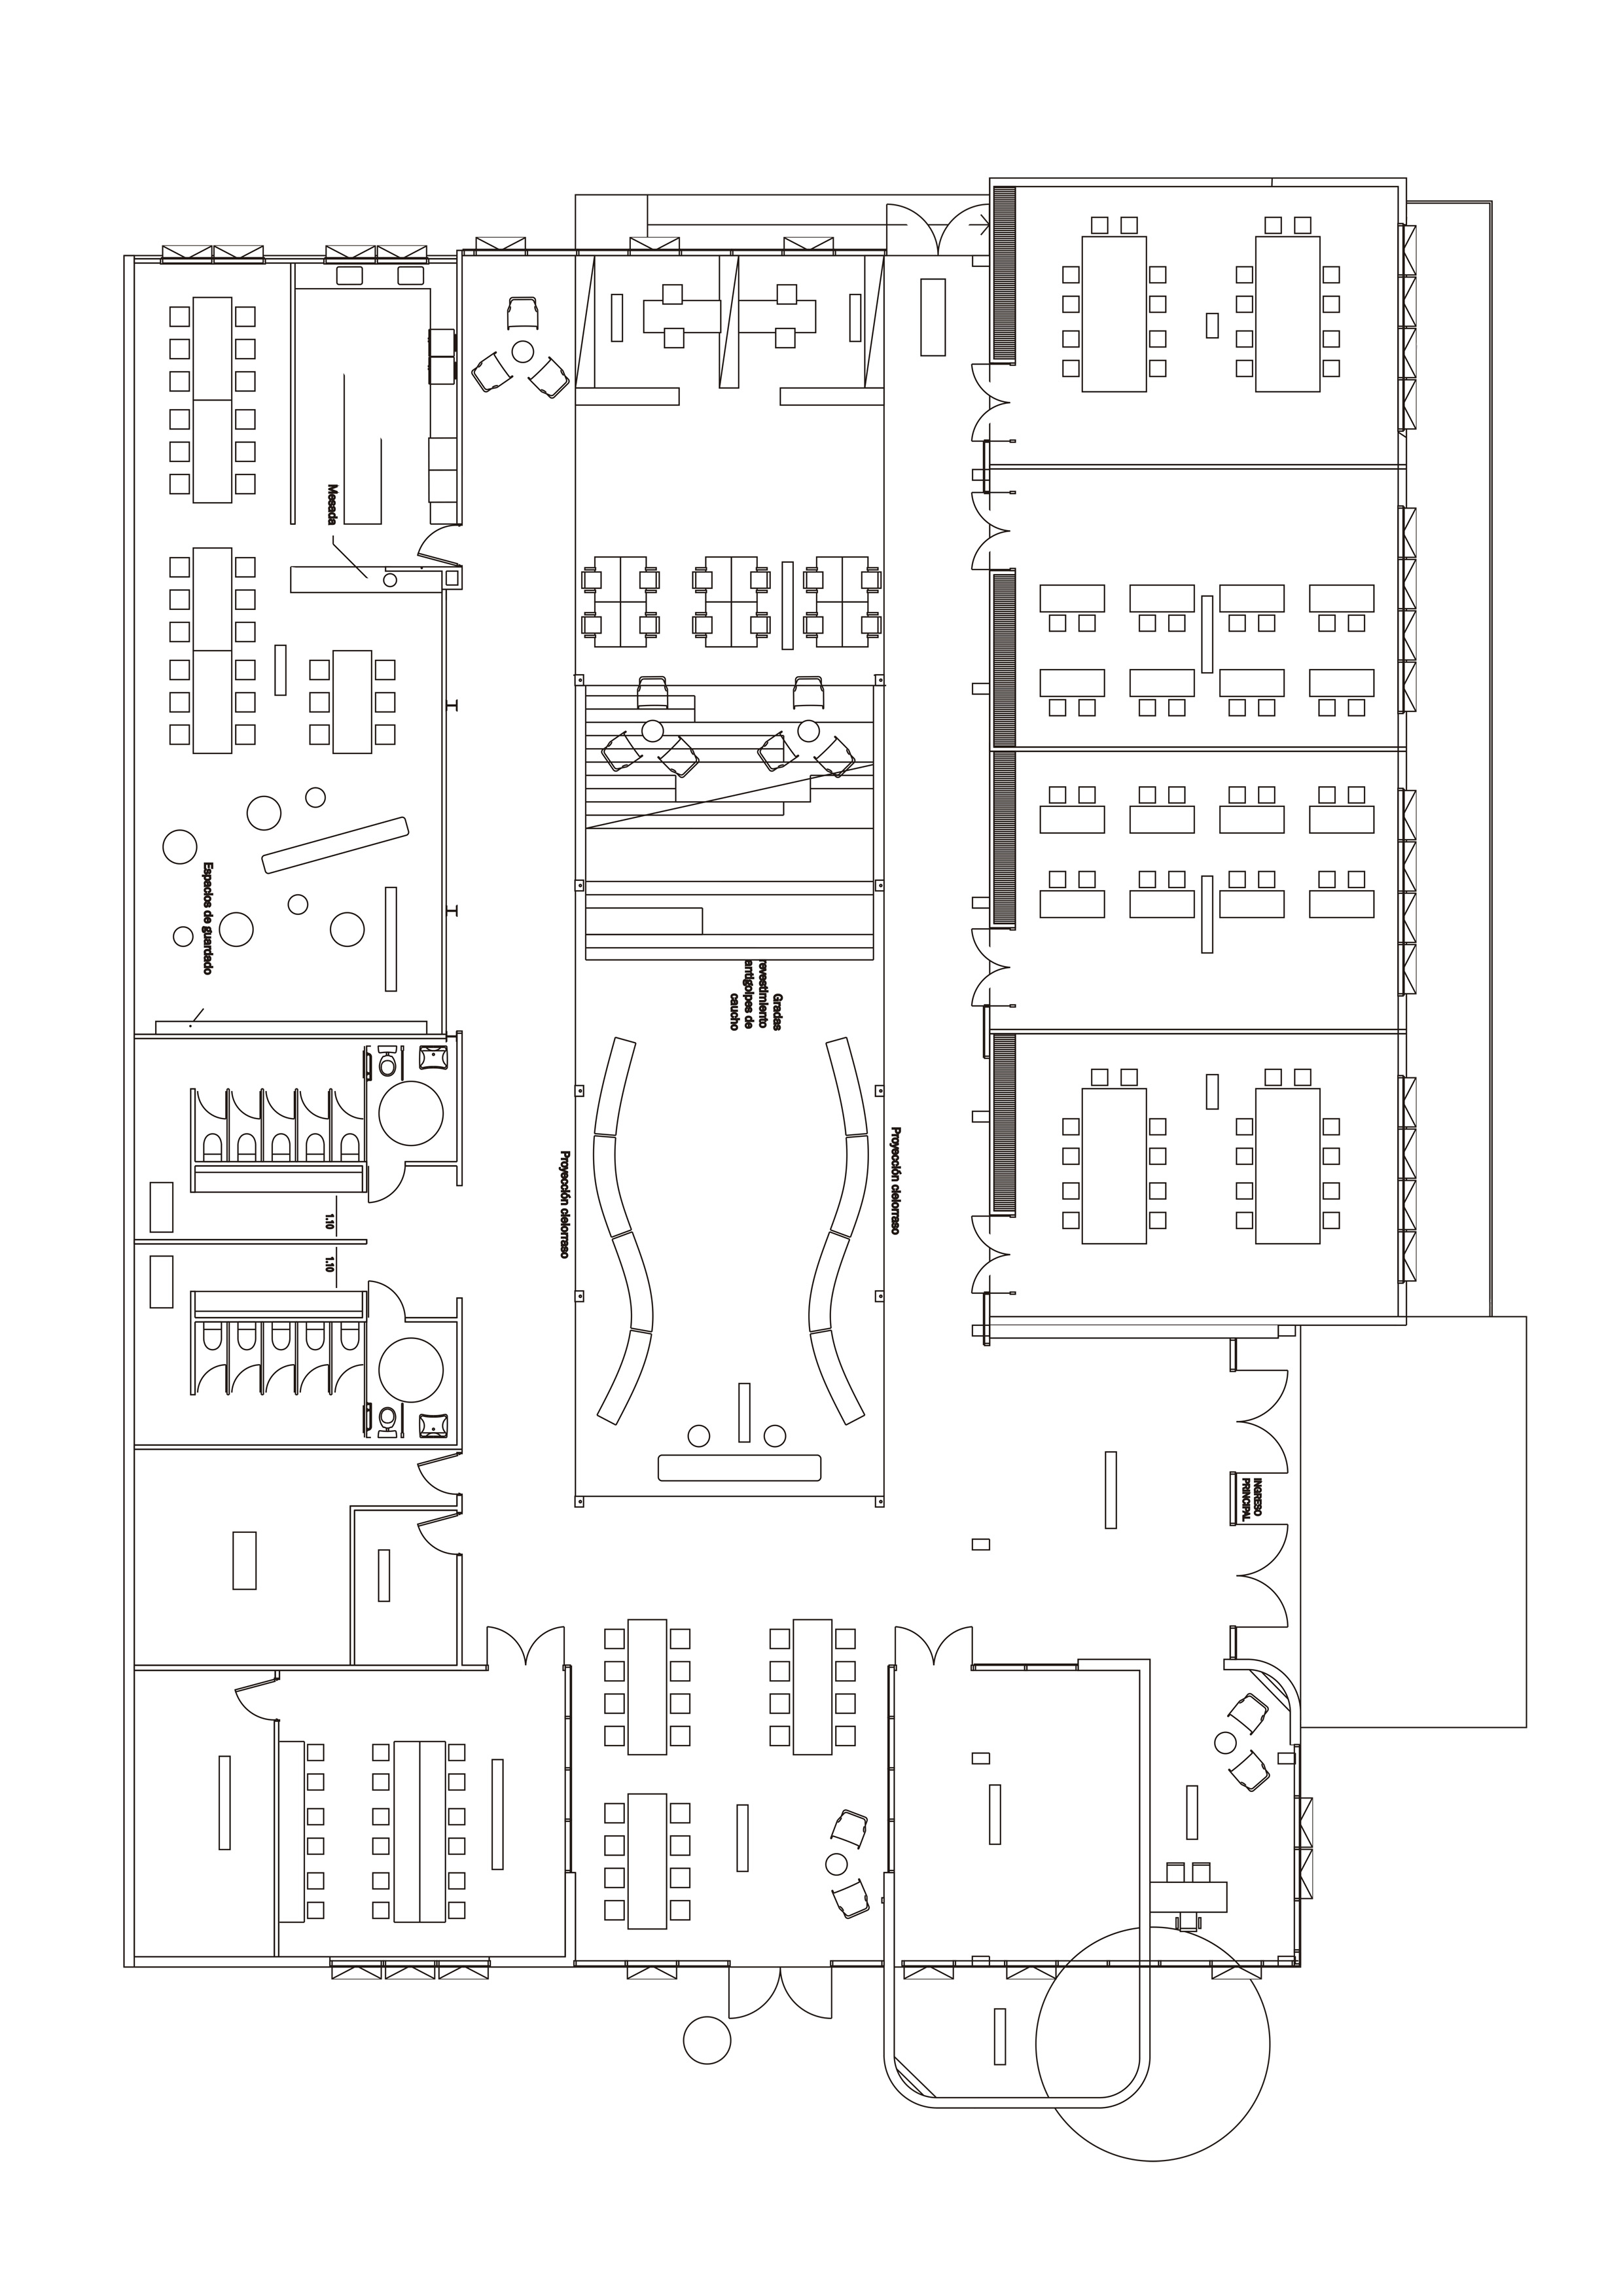 INGRESO
PRINCIPAL
Proyección cielorraso
Gradas
revestimiento
antigolpes de
caucho
Proyección cielorraso
Mesada
1.10
1.10
Espacios de guardado